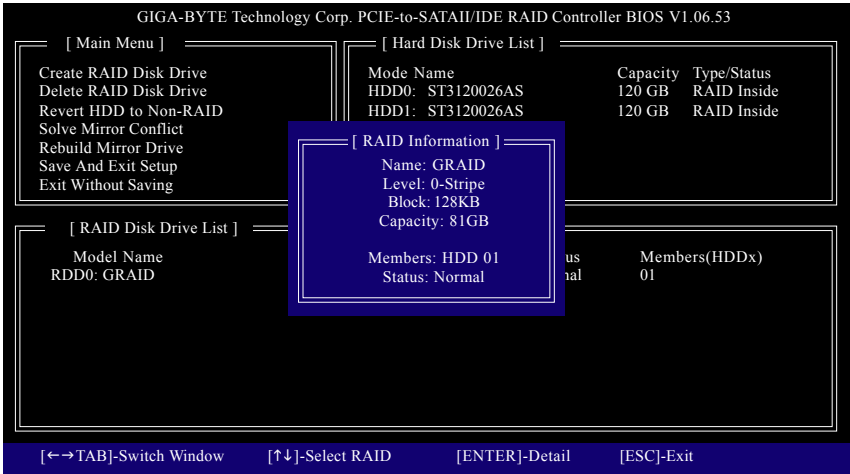 GIGA-BYTE Technology Corp. PCIE-to-SATAII/IDE RAID Controller BIOS V1.06.53
[ Main Menu ]
Create RAID Disk Drive
Delete RAID Disk Drive
Revert HDD to Non-RAID
Solve Mirror Conflict
Rebuild Mirror Drive
Save And Exit Setup
Exit Without Saving
[ Hard Disk Drive List ]
Mode Name Capacity Type/Status
HDD0: ST3120026AS 120 GB RAID Inside
HDD1: ST3120026AS 120 GB RAID Inside
[ RAID Information ]
Name: GRAID
Level: 0-Stripe
Block: 128KB
Capacity: 81GB
Members: HDD 01
Status: Normal
[ RAID Disk Drive List ]
Model Name Members(HDDx)
RDD0: GRAID 01
[←→TAB]-Switch Window [↑↓]-Select RAID [ENTER]-Detail [ESC]-Exit